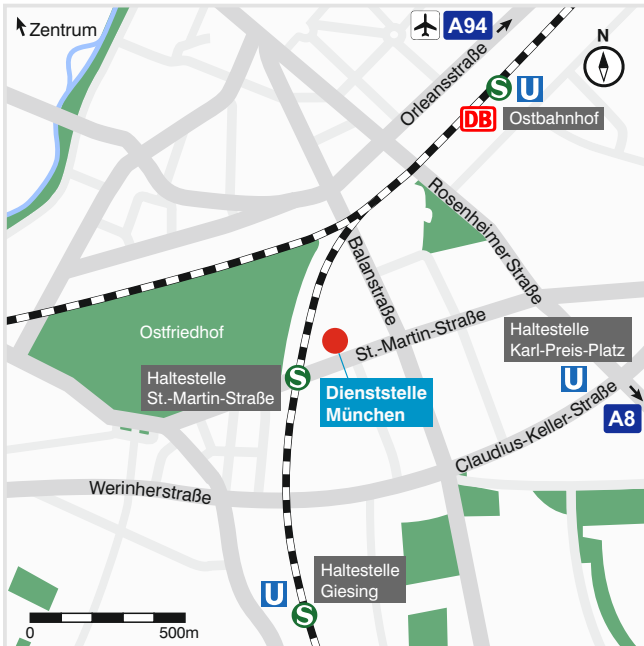 Zentrum
A94
N
Orleansstraße
S
U
DB
Ostbahnhof
Rosenheimer Straße
Balanstraße
Ostfriedhof
St.-Martin-Straße
Haltestelle
Karl-Preis-Platz
U
A8
Haltestelle
St.-Martin-Straße
S
Dienststelle
München
Claudius-Keller-Straße
Werinherstraße
Haltestelle
Giesing
U
S
0
500m